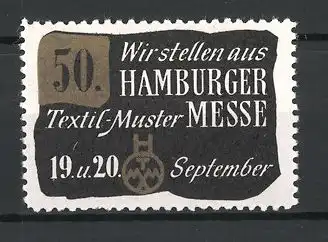 50. Wir stellen aus
HAMBURGER
Textil-Muster MESSE
19. u. 20. September